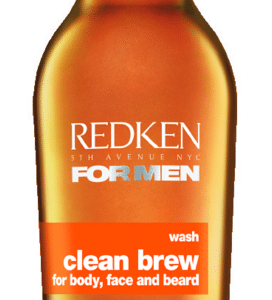 REDKEN
5TH AVENUE NYC
FOR MEN
wash
clean brew
for body, face and beard